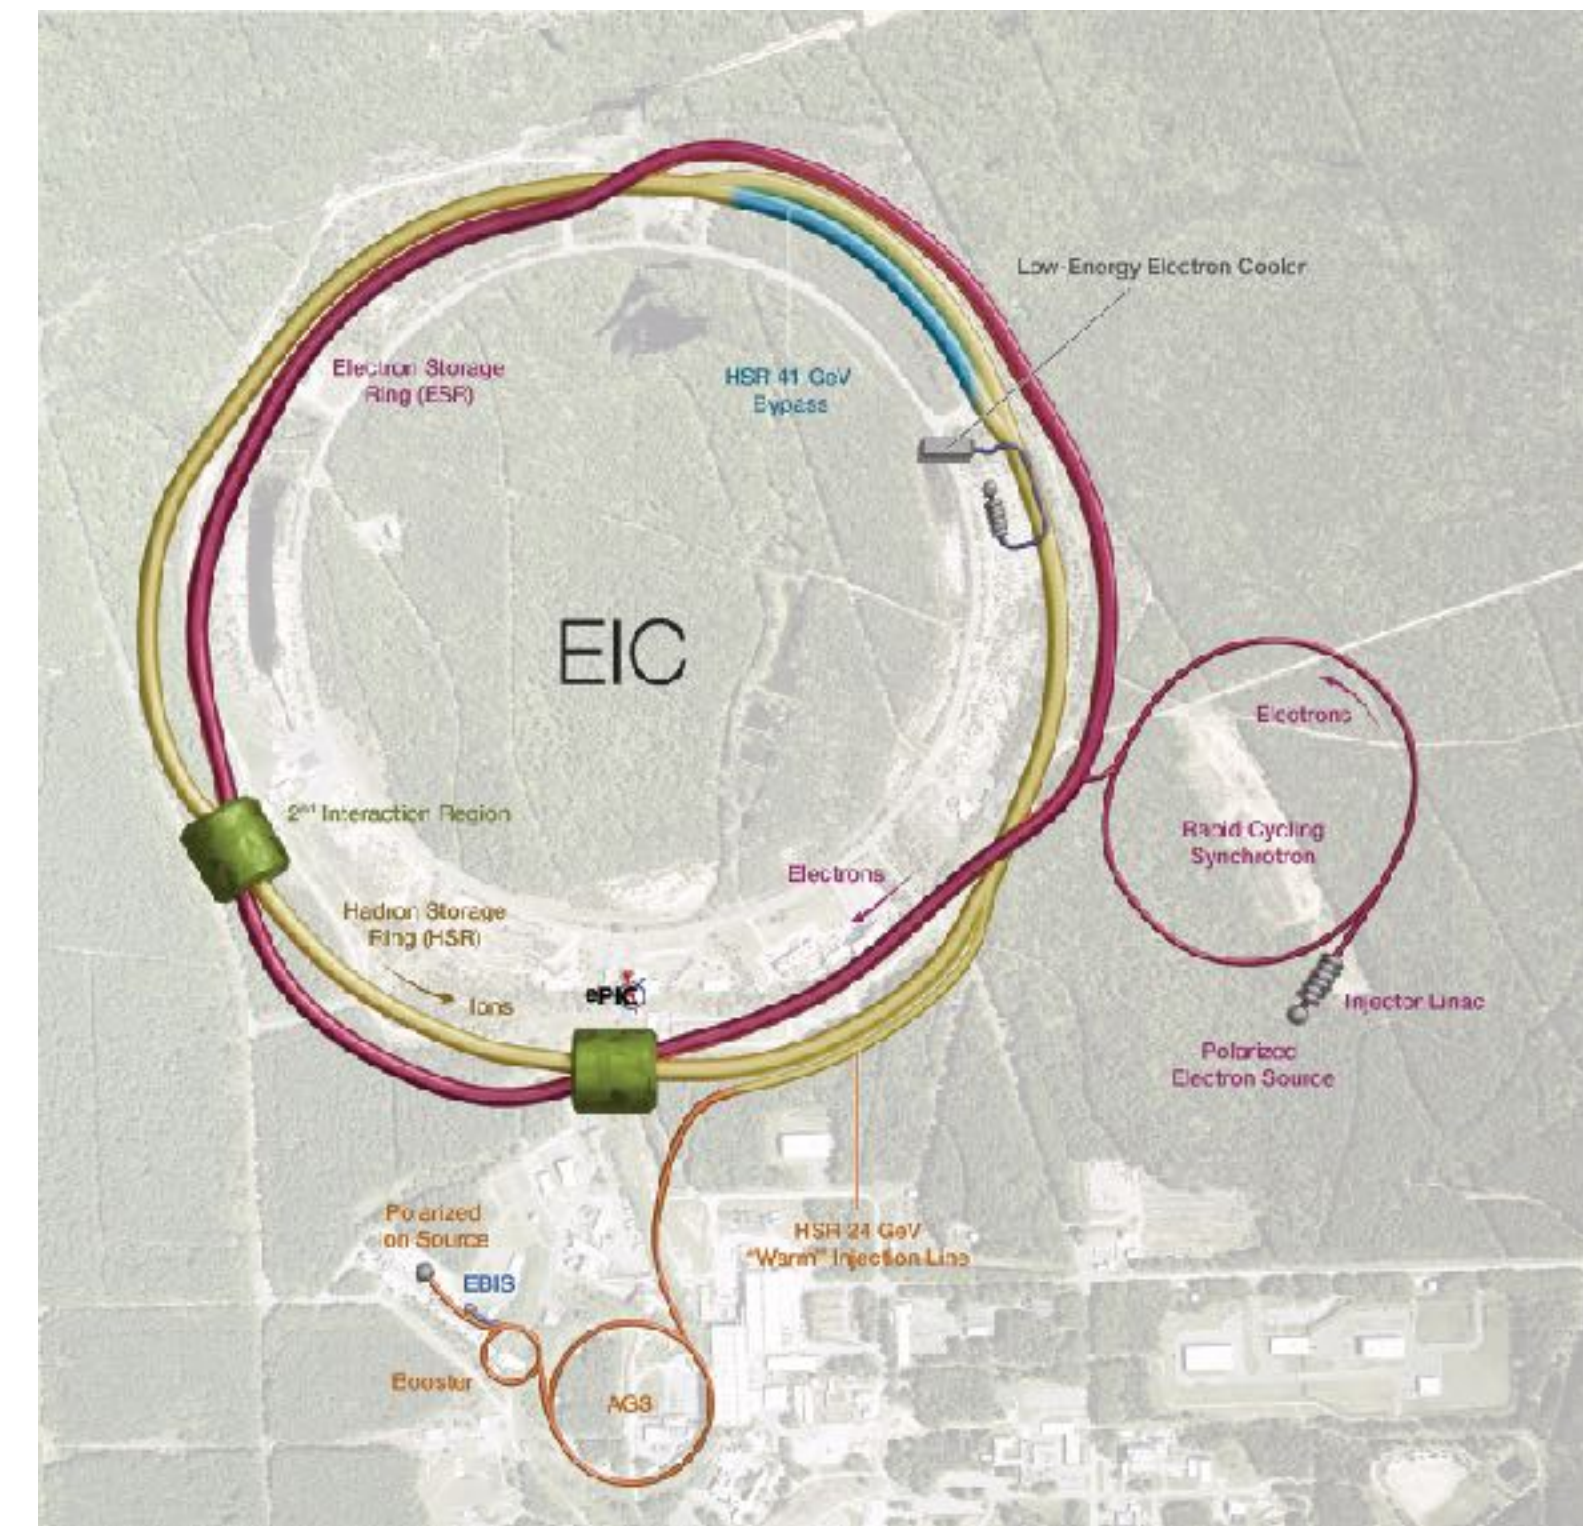 Low-Energy Electron Cooler
Electron Storage
Ring (ESR)
HSR 41 GeV
Bypass
EIC
Electrons
Rapid Cycling
Synchrotron
2nd Interaction Region
Electrons
Hadron Storage
Ring (HSR)
Ions
ePIC
Injector Linac
Polarized
Electron Source
Polarized
Ion Source
HSR 24 GeV
"Warm" Injection Line
EBIS
Booster
AGS